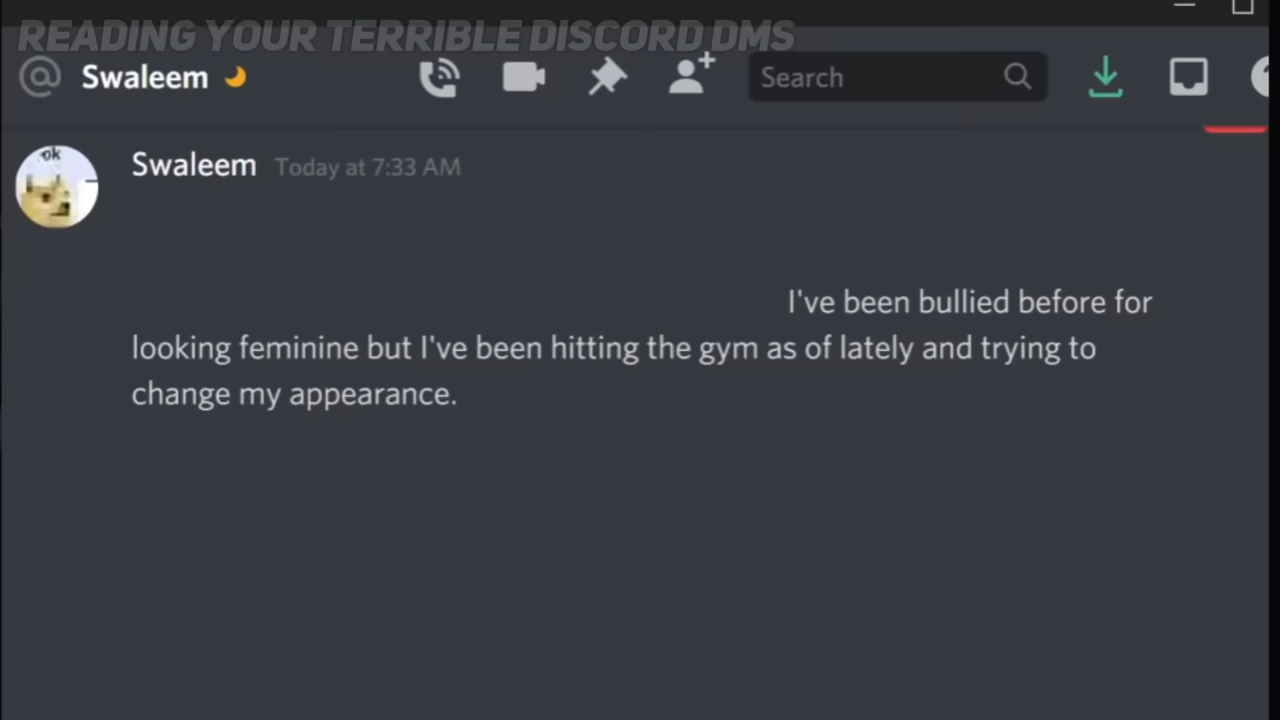 READING YOUR TERRIBLE DISCORD DMS
Swaleem
Search
ok
Swaleem Today at 7:33 AM
I've been bullied before for
looking feminine but I've been hitting the gym as of lately and trying to
change my appearance.